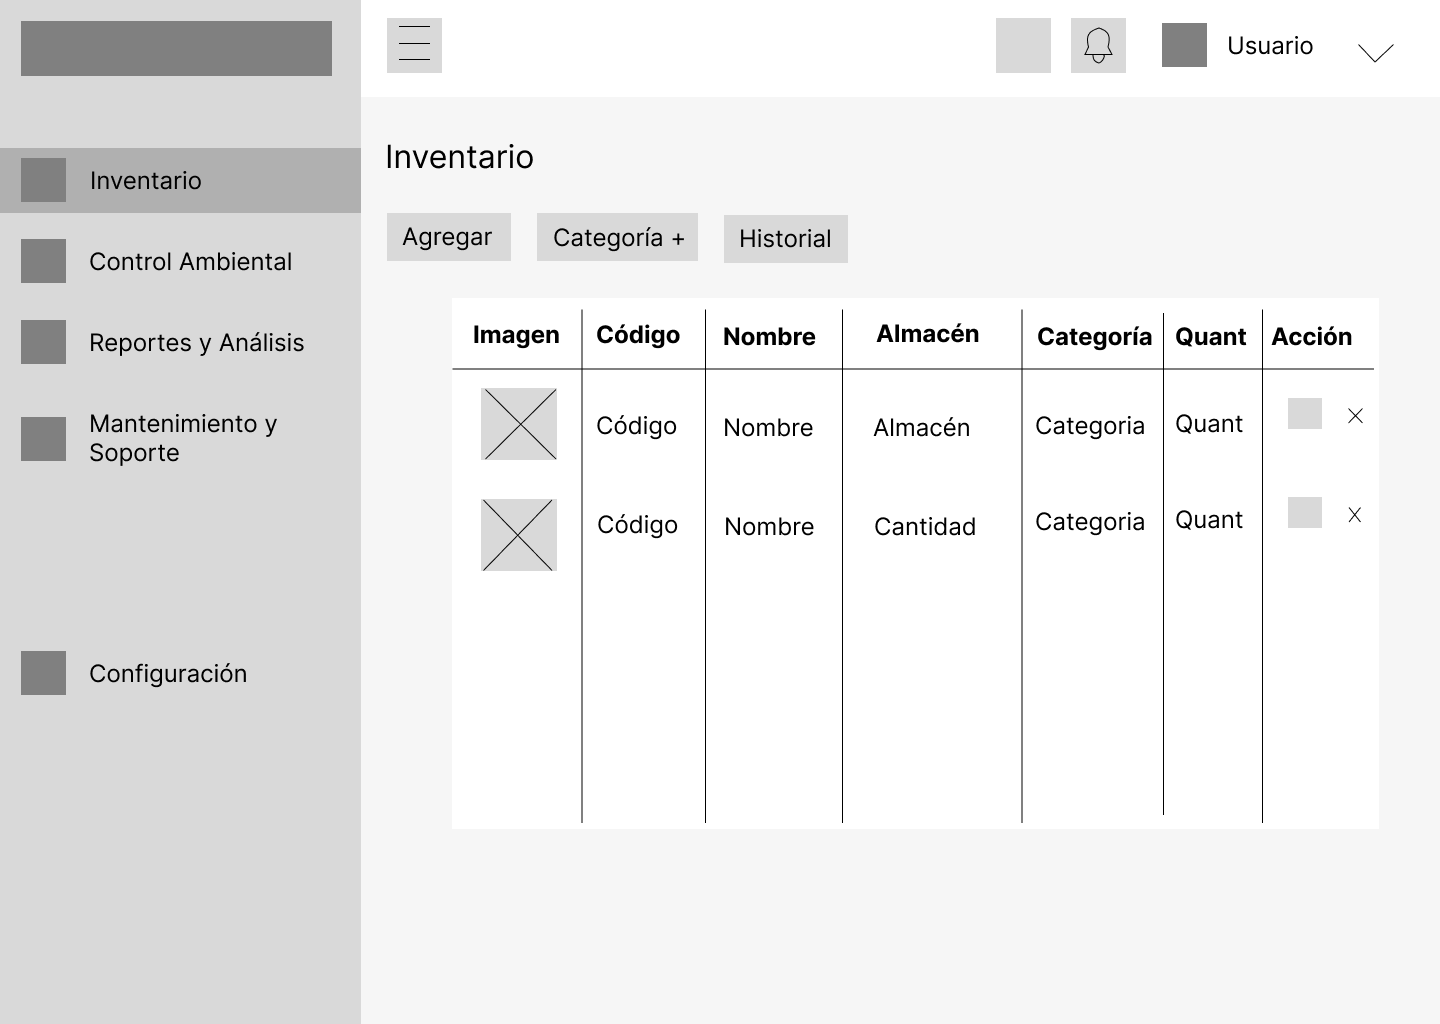 Usuario
Inventario
Control Ambiental
Reportes y Análisis
Mantenimiento y
Soporte
Configuración
Inventario
Agregar Categoría + Historial
Imagen Código Nombre Almacén Categoría Quant Acción
Código Nombre Almacén Categoria Quant
Código Nombre Cantidad Categoria Quant